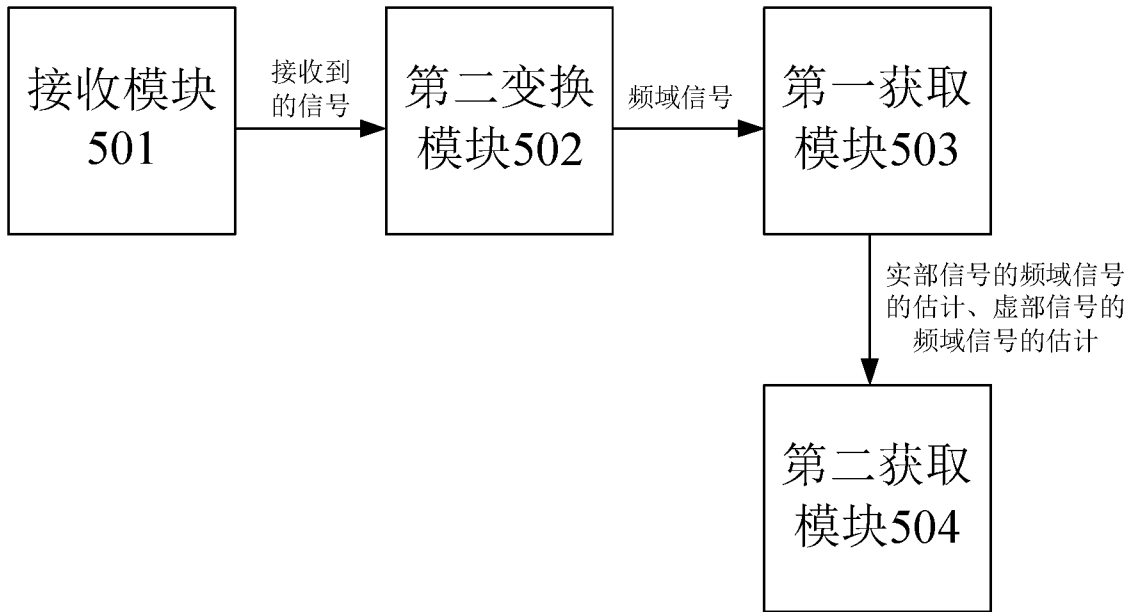 接收模块
501
接收到
的信号
第二变换
模块502
频域信号
第一获取
模块503
实部信号的频域信号
的估计、虚部信号的
频域信号的估计
第二获取
模块504